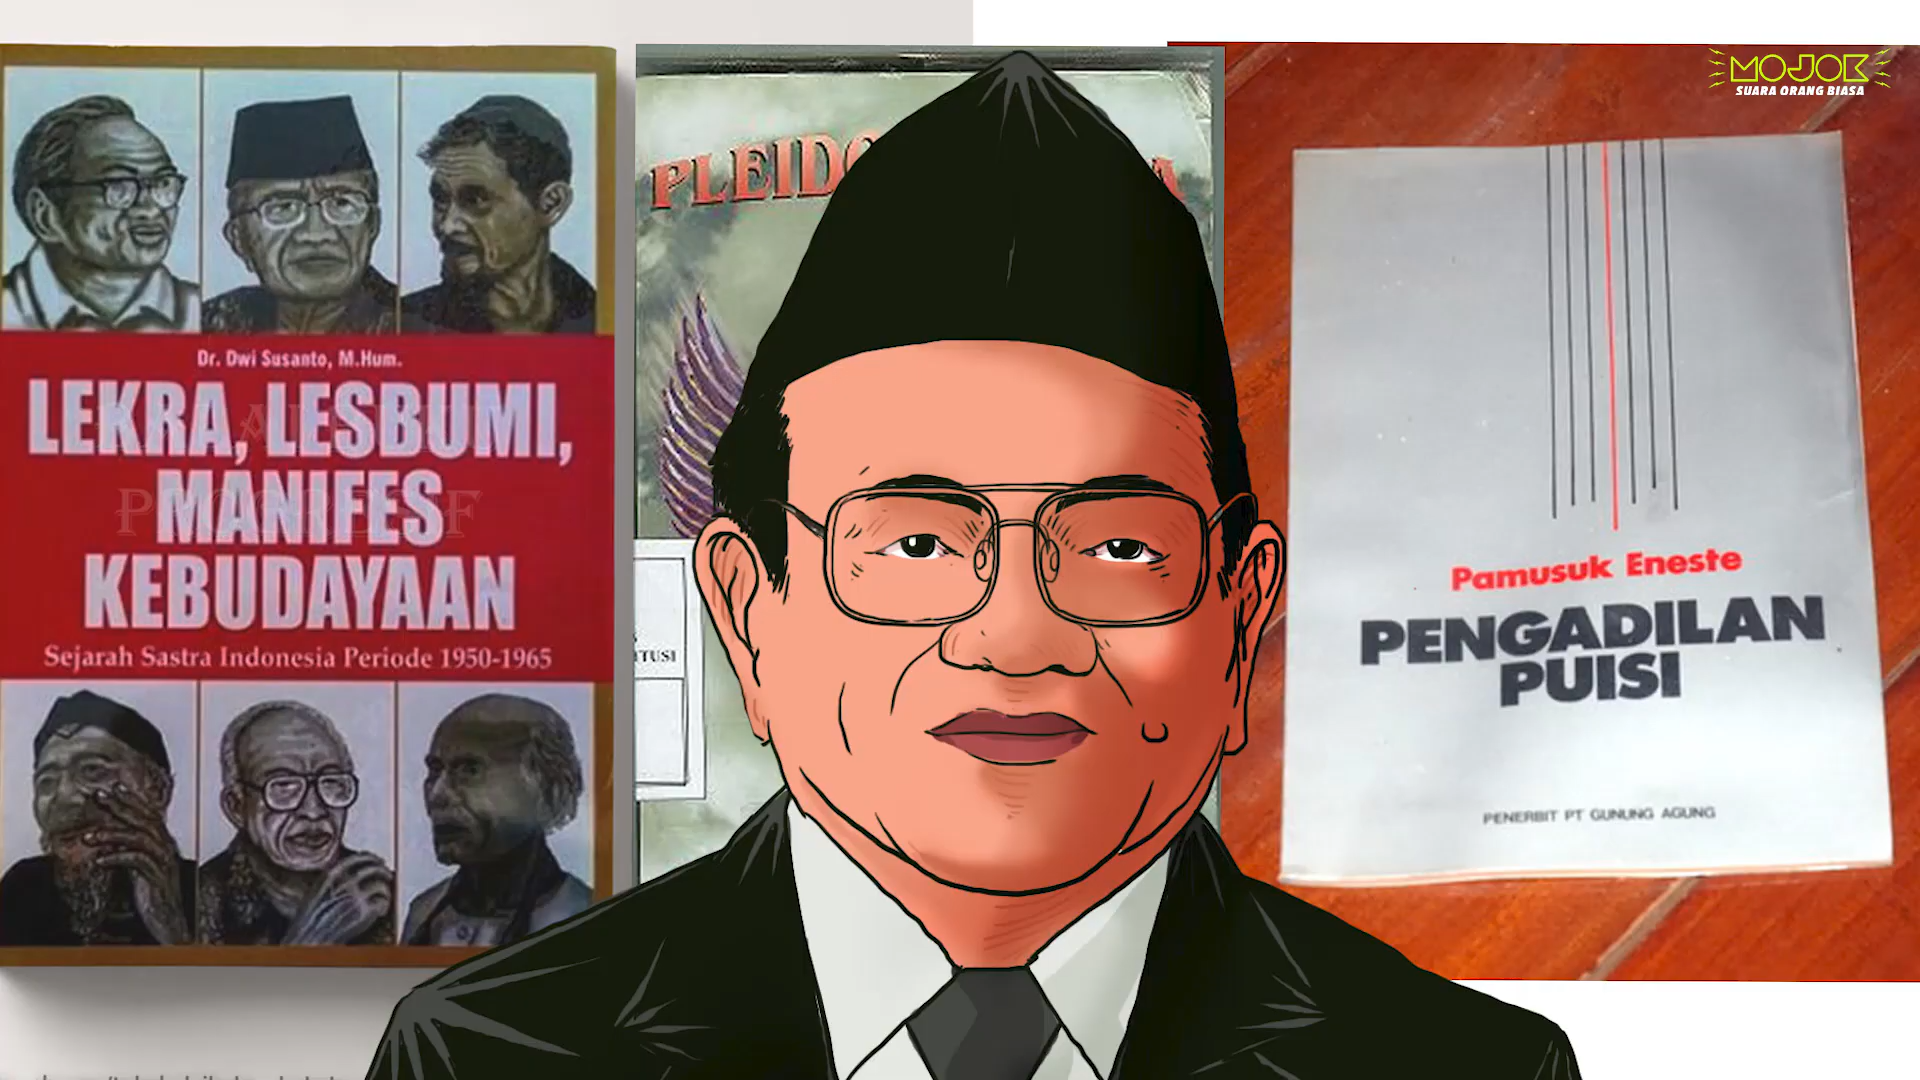 Dr. Dwi Susanto, M.Hum.
LEKRA, LESBUMI,
MANIFES
KEBUDAYAAN
Sejarah Sastra Indonesia Periode 1950-1965
MOJOK
SUARA ORANG BIASA
Pamusuk Eneste
PENGADILAN
PUISI
PENERBIT PT GUNUNG AGUNG